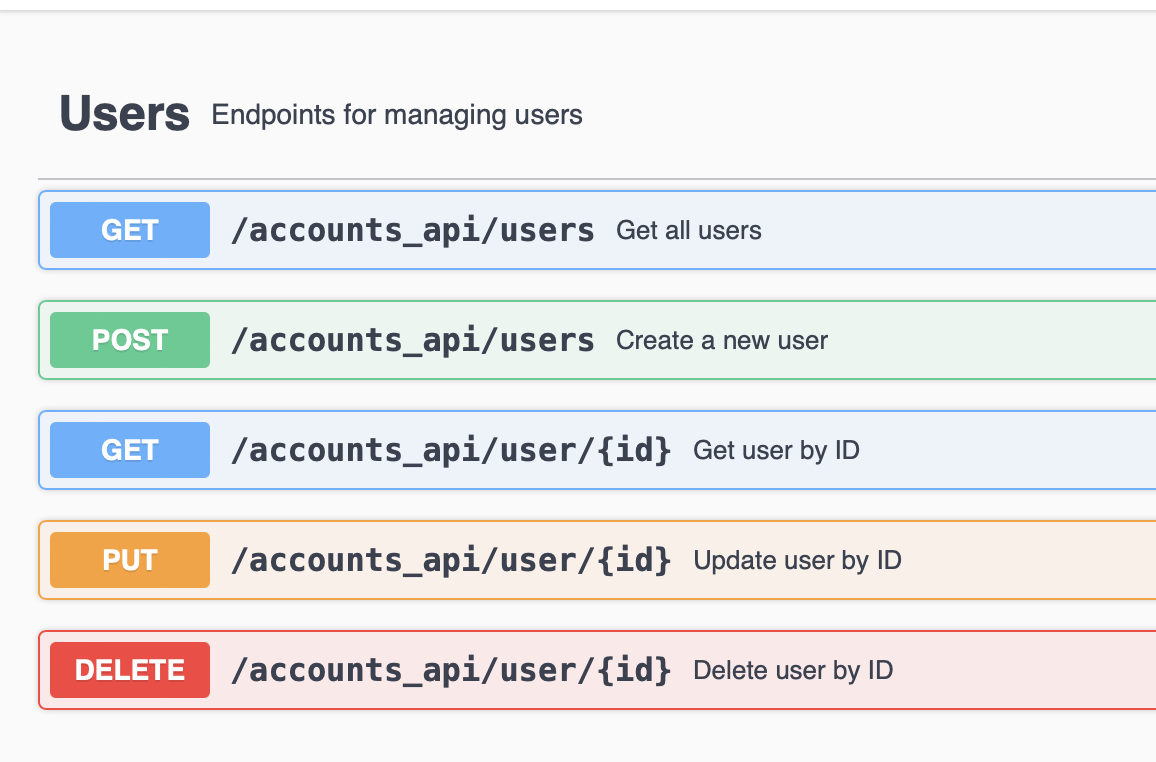 Users Endpoints for managing users
GET /accounts_api/users Get all users
POST /accounts_api/users Create a new user
GET /accounts_api/user/{id} Get user by ID
PUT /accounts_api/user/{id} Update user by ID
DELETE /accounts_api/user/{id} Delete user by ID